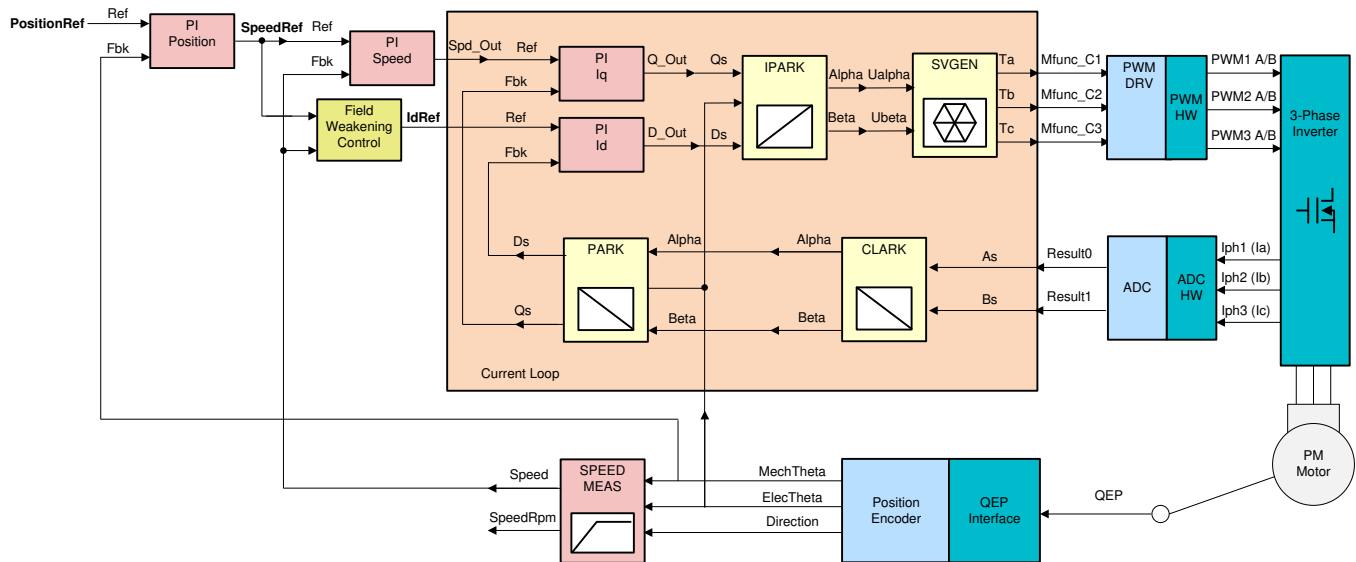 PositionRef
Ref
Fbk
PI
Position
SpeedRef
Ref
Fbk
PI
Speed
Spd_Out
Field
Weakening
Control
IdRef
Ref
Fbk
PI
Iq
Q_Out
Qs
Ref
Fbk
PI
Id
D_Out
Ds
IPARK
Alpha
Ualpha
Beta
Ubeta
SVGEN
Ta
Tb
Tc
Mfunc_C1
Mfunc_C2
Mfunc_C3
PWM
DRV
PWM
HW
PWM1 A/B
PWM2 A/B
PWM3 A/B
3-Phase
Inverter
Ds
Qs
PARK
Alpha
Alpha
Beta
Beta
CLARK
As
Bs
Result0
Result1
ADC
ADC
HW
Iph1 (Ia)
Iph2 (Ib)
Iph3 (Ic)
Current Loop
Speed
SpeedRpm
SPEED
MEAS
MechTheta
ElecTheta
Direction
Position
Encoder
QEP
Interface
QEP
PM
Motor